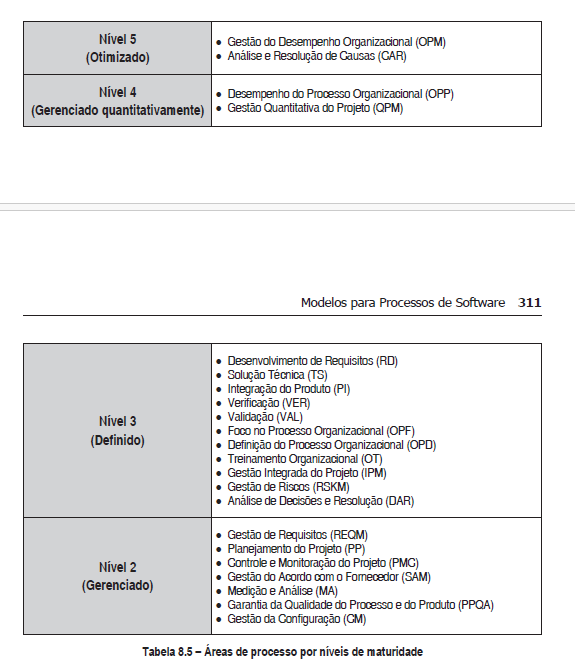 Nível 5
(Otimizado)
• Gestão do Desempenho Organizacional (OPM)
• Análise e Resolução de Causas (CAR)
Nível 4
(Gerenciado quantitativamente)
• Desempenho do Processo Organizacional (OPP)
• Gestão Quantitativa do Projeto (QPM)
Modelos para Processos de Software 311
Nível 3
(Definido)
• Desenvolvimento de Requisitos (RD)
• Solução Técnica (TS)
• Integração do Produto (PI)
• Verificação (VER)
• Validação (VAL)
• Foco no Processo Organizacional (OPF)
• Definição do Processo Organizacional (OPD)
• Treinamento Organizacional (OT)
• Gestão Integrada do Projeto (IPM)
• Gestão de Riscos (RSKM)
• Análise de Decisões e Resolução (DAR)
Nível 2
(Gerenciado)
• Gestão de Requisitos (REQM)
• Planejamento do Projeto (PP)
• Controle e Monitoração do Projeto (PMC)
• Gestão do Acordo com o Fornecedor (SAM)
• Medição e Análise (MA)
• Garantia da Qualidade do Processo e do Produto (PPQA)
• Gestão da Configuração (CM)
Tabela 8.5 – Áreas de processo por níveis de maturidade